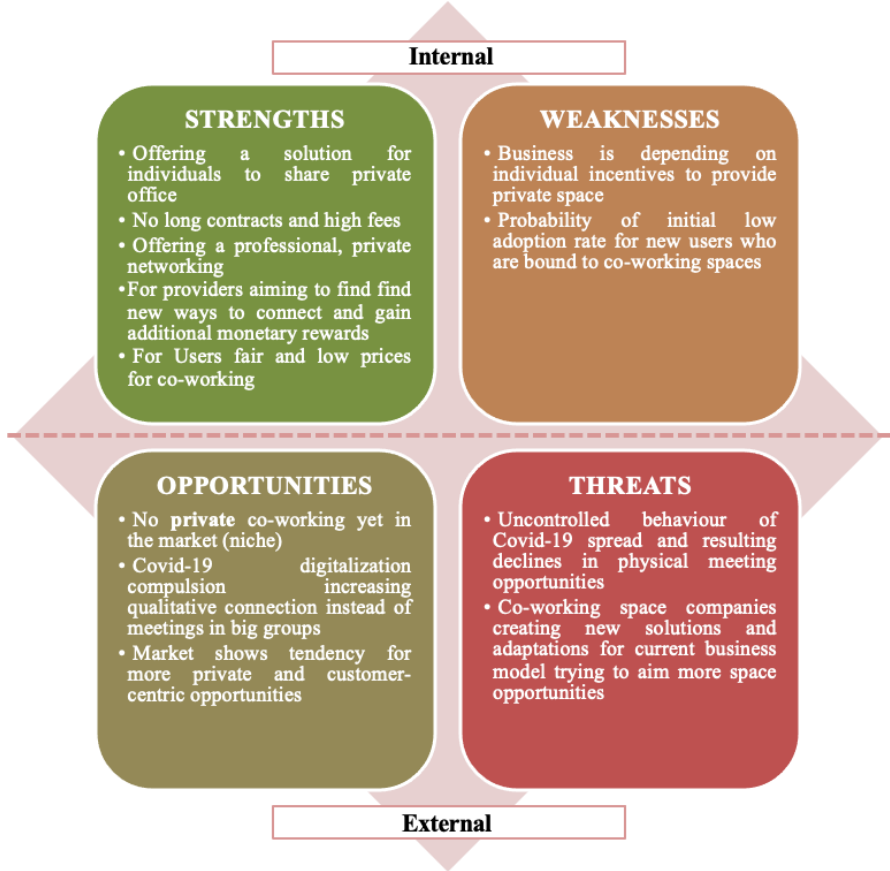 Internal
STRENGTHS
• Offering a solution for
individuals to share private
office
• No long contracts and high fees
• Offering a professional, private
networking
• For providers aiming to find find
new ways to connect and gain
additional monetary rewards
• For Users fair and low prices
for co-working
WEAKNESSES
• Business is depending on
individual incentives to provide
private space
• Probability of initial low
adoption rate for new users who
are bound to co-working spaces
OPPORTUNITIES
• No private co-working yet in
the market (niche)
• Covid-19 digitalization
compulsion increasing
qualitative connection instead of
meetings in big groups
• Market shows tendency for
more private and customer-
centric opportunities
THREATS
• Uncontrolled behaviour of
Covid-19 spread and resulting
declines in physical meeting
opportunities
• Co-working space companies
creating new solutions and
adaptations for current business
model trying to aim more space
opportunities
External